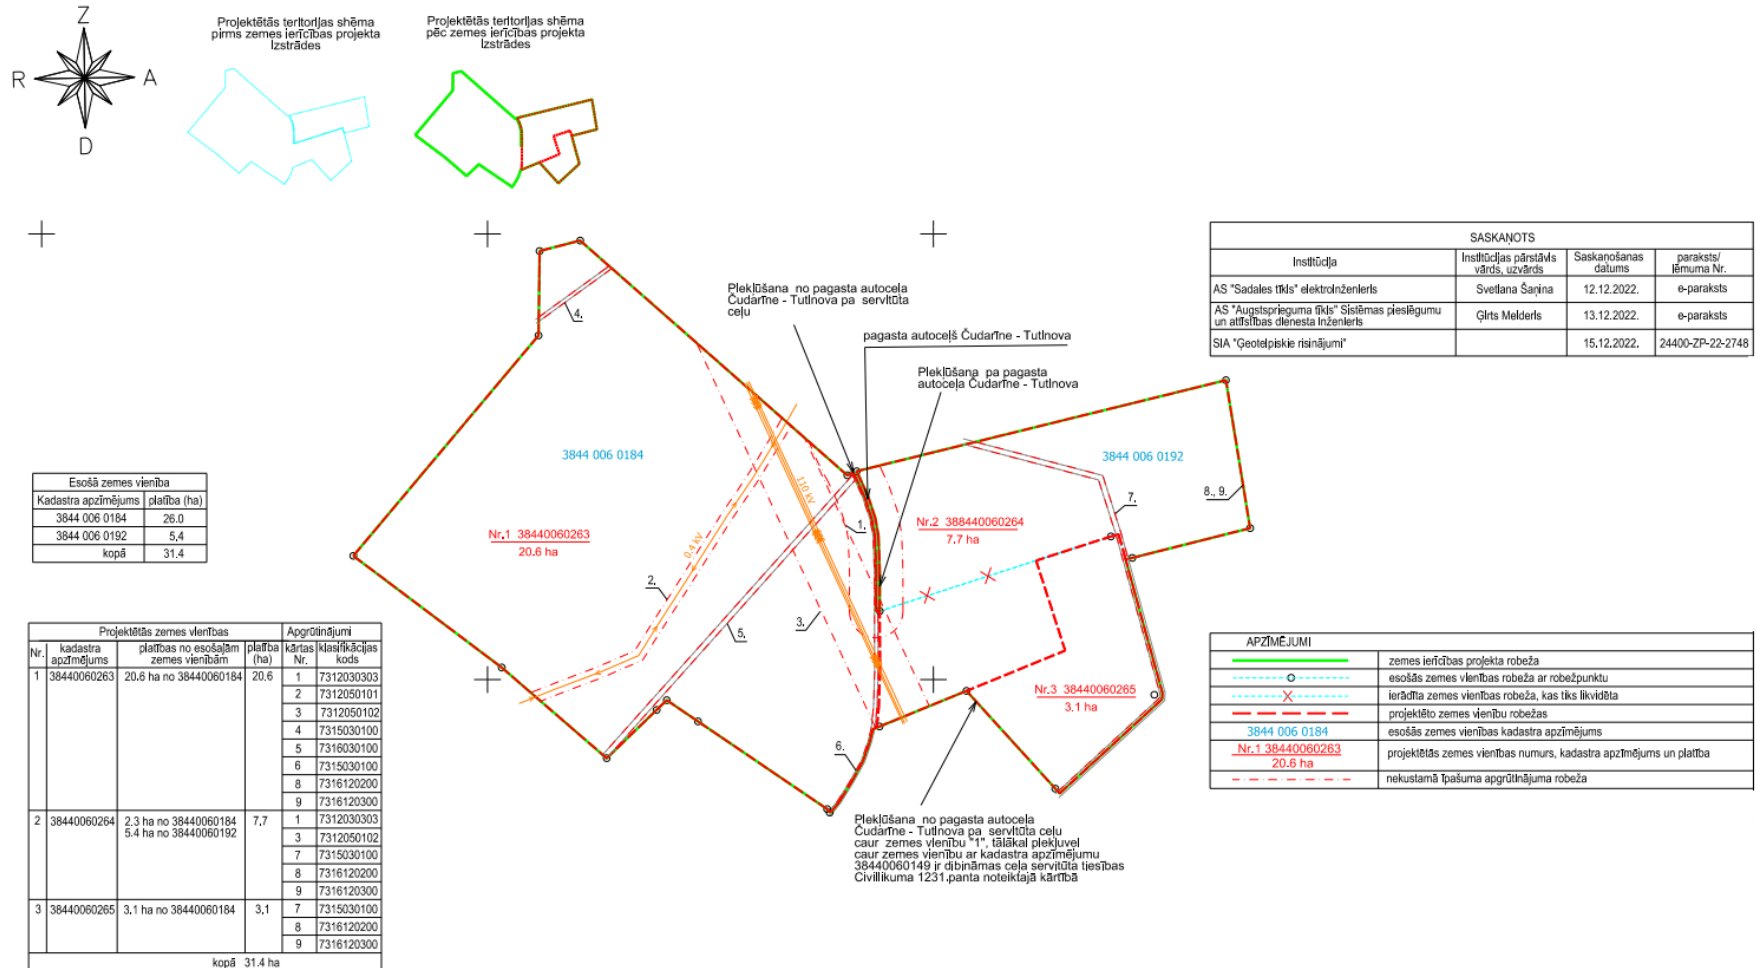 Z
R
A
D
Projektētās teritorijas shēma
pirms zemes ierīcības projekta
izstrādes
Projektētās teritorijas shēma
pēc zemes ierīcības projekta
izstrādes
SASKAŅOTS
Institūcija
Institūcijas pārstāvis
vārds, uzvārds
Saskaņošanas
datums
paraksts/
lēmuma Nr.
AS "Sadales tīkls" elektroinženieris
Svetlana Šaņina
12.12.2022.
e-paraksts
AS "Augstsprieguma tīkls" Sistēmas pieslēgumu
un attīstības dienesta inženieris
Ģirts Melderis
13.12.2022.
e-paraksts
SIA "Ģeotelpiskie risinājumi"
15.12.2022.
24400-ZP-22-2748
Piekļūšana no pagasta autoceļa
Čudarīne - Tutinova pa servitūta
ceļu
pagasta autoceļš Čudarīne - Tutinova
Piekļūšana pa pagasta
autoceļa Čudarīne - Tutinova
4.
3844 006 0184
3844 006 0192
8., 9.
7.
110 kV
1.
0.4 kV
Nr.1 38440060263
20.6 ha
Nr.2 388440060264
7.7 ha
2.
3.
5.
Nr.3 38440060265
3.1 ha
6.
Piekļūšana no pagasta autoceļa
Čudarīne - Tutinova pa servitūta ceļu
caur zemes vienību "1", tālākai piekļuvei
caur zemes vienību ar kadastra apzīmējumu
38440060149 ir dibināmas ceļa servitūta tiesības
Civillikuma 1231.panta noteiktajā kārtībā
Esošā zemes vienība
Kadastra apzīmējums platība (ha)
3844 006 0184 26.0
3844 006 0192 5,4
kopā 31.4
Projektētās zemes vienības Apgrūtinājumi
Nr. kadastra
apzīmējums
platības no esošajām
zemes vienībām
platība
(ha)
kārtas
Nr.
klasifikācijas
kods
1 38440060263 20.6 ha no 38440060184 20.6 1 7312030303
2 7312050101
3 7312050102
4 7315030100
5 7316030100
6 7315030100
8 7316120200
9 7316120300
2 38440060264 2.3 ha no 38440060184 7,7 1 7312030303
5.4 ha no 38440060192
3 7312050102
7 7315030100
8 7316120200
9 7316120300
3 38440060265 3.1 ha no 38440060184 3,1 7 7315030100
8 7316120200
9 7316120300
kopā 31.4 ha
APZĪMĒJUMI
zemes ierīcības projekta robeža
esošās zemes vienības robeža ar robežpunktu
ierādīta zemes vienības robeža, kas tiks likvidēta
projektēto zemes vienību robežas
3844 006 0184 esošās zemes vienības kadastra apzīmējums
Nr.1 38440060263
20.6 ha
projektētās zemes vienības numurs, kadastra apzīmējums un platība
nekustamā īpašuma apgrūtinājuma robeža